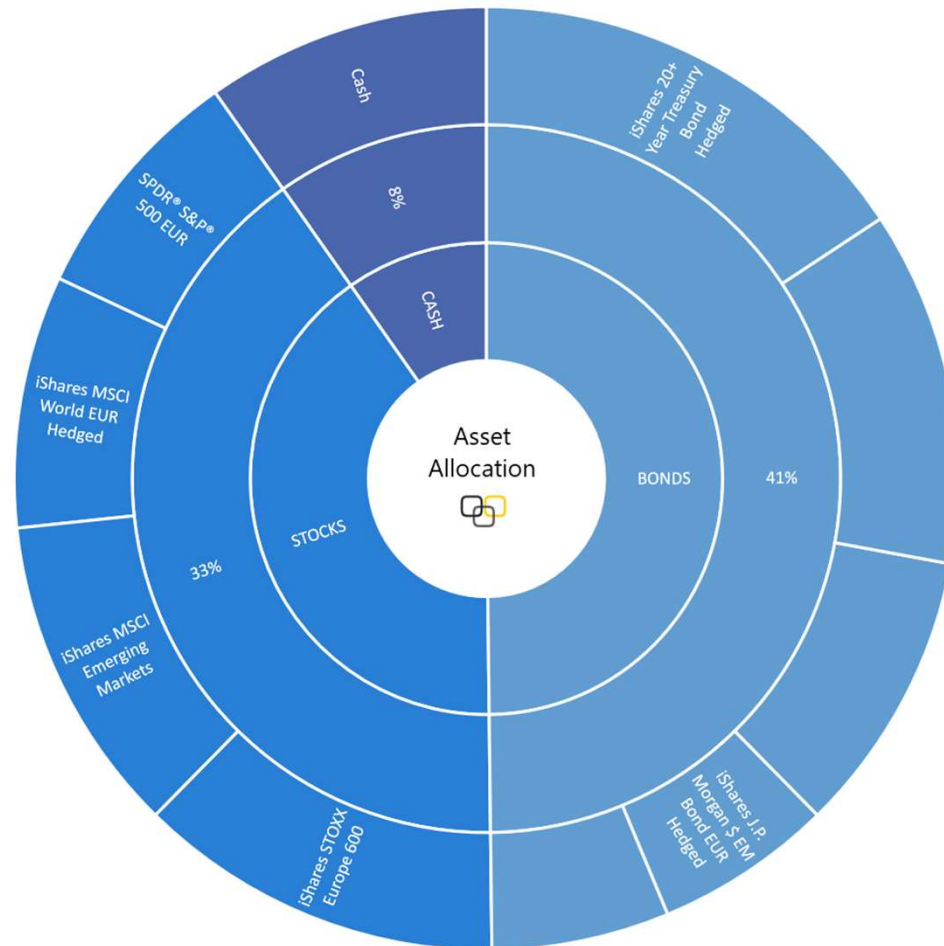 Asset
Allocation
BONDS
41%
iShares 20+
Year Treasury
Bond
Hedged
iShares J.P.
Morgan $ EM
Bond EUR
Hedged
STOCKS
33%
iShares STOXX
Europe 600
iShares MSCI
Emerging
Markets
iShares MSCI
World EUR
Hedged
SPDR® S&P®
500 EUR
CASH
8%
Cash